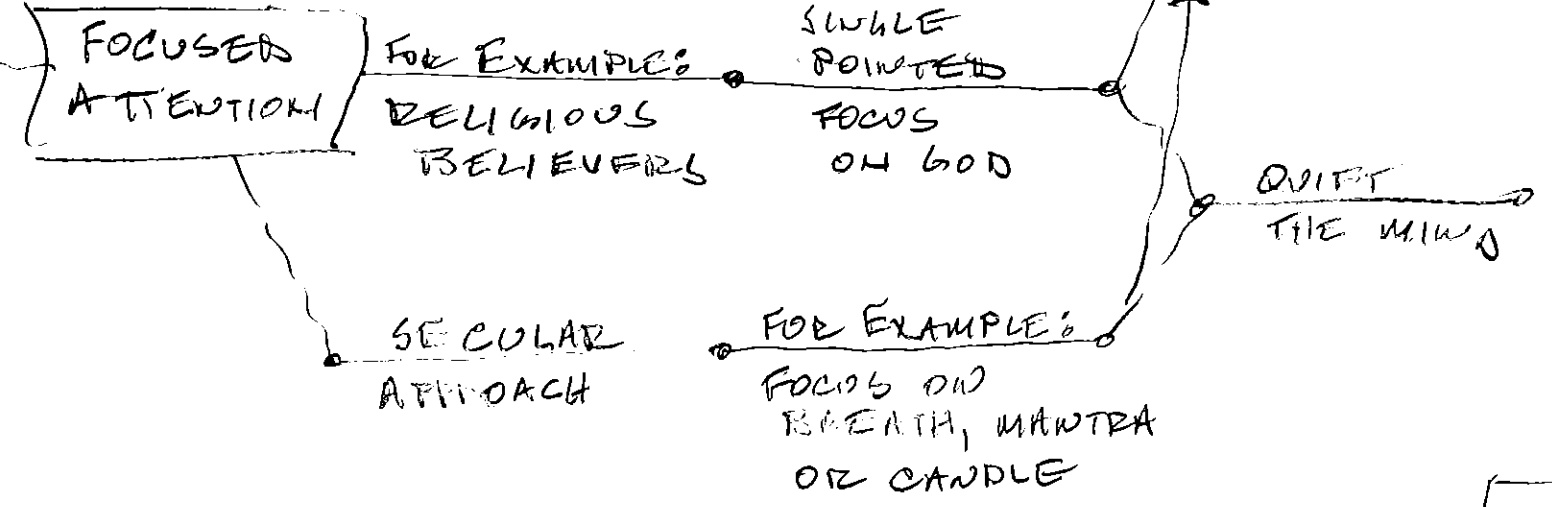 FOCUSED
ATTENTION
FOR EXAMPLE:
RELIGIOUS
BELIEVERS
SINGLE
POINTED
FOCUS
ON GOD
QUIET
THE MIND
SECULAR
APPROACH
FOR EXAMPLE:
FOCUS ON
BREATH, MANTRA
OR CANDLE